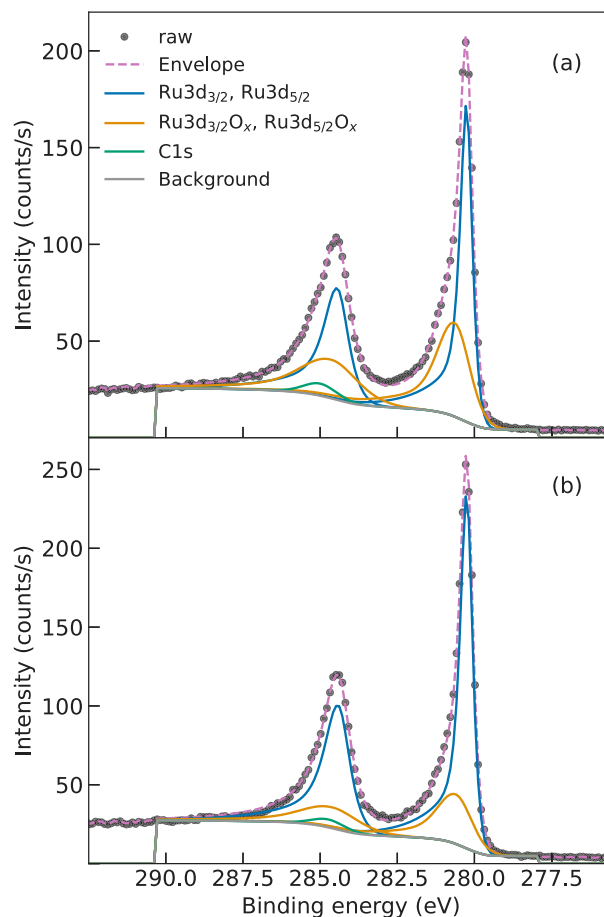 200
150
100
50
Intensity (counts/s)
raw
Envelope
Ru3d₃/₂, Ru3d₅/₂
Ru3d₃/₂Oₓ, Ru3d₅/₂Oₓ
C1s
Background
(a)
250
200
150
100
50
Intensity (counts/s)
(b)
290.0 287.5 285.0 282.5 280.0 277.5
Binding energy (eV)